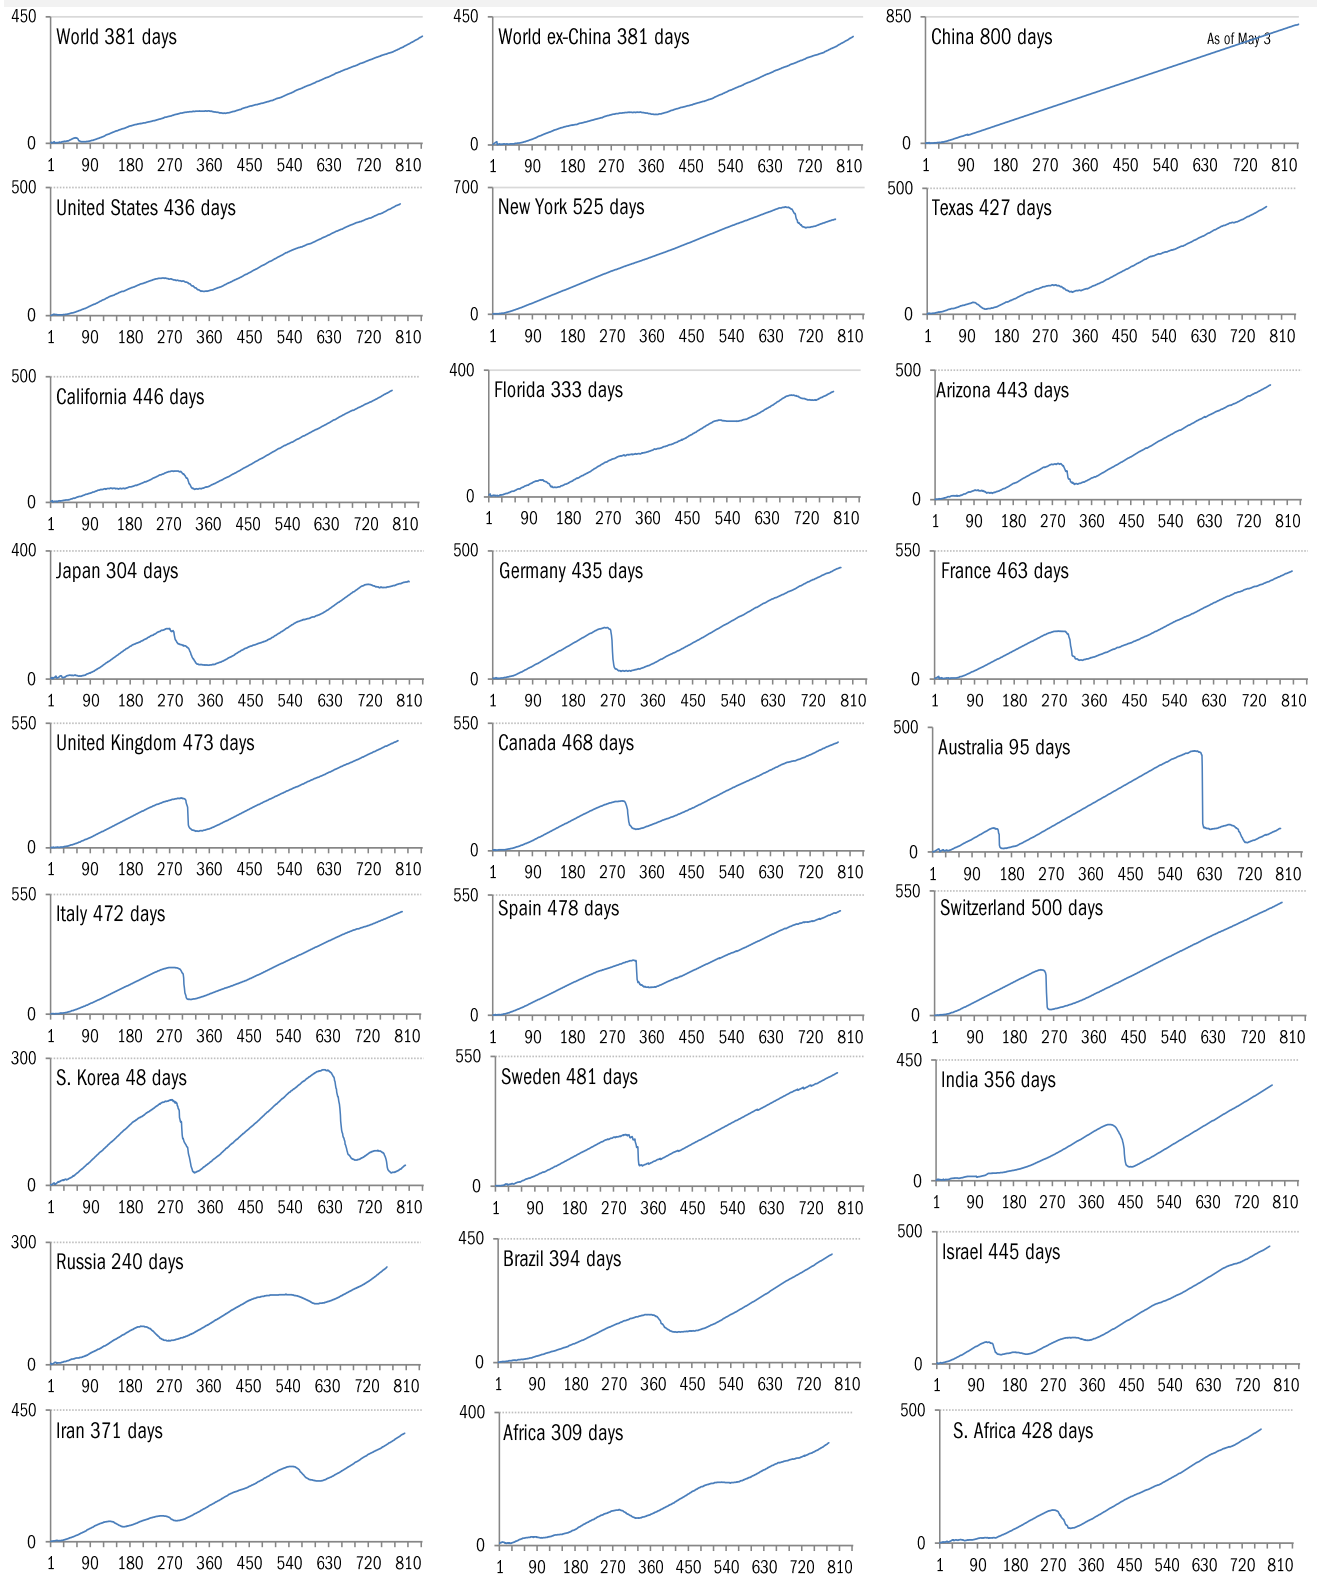 450
World 381 days
0
1 90 180 270 360 450 540 630 720 810
450
World ex-China 381 days
0
1 90 180 270 360 450 540 630 720 810
850
China 800 days
As of May 3
0
1 90 180 270 360 450 540 630 720 810
500
United States 436 days
0
1 90 180 270 360 450 540 630 720 810
700
New York 525 days
0
1 90 180 270 360 450 540 630 720 810
500
Texas 427 days
0
1 90 180 270 360 450 540 630 720 810
500
California 446 days
0
1 90 180 270 360 450 540 630 720 810
400
Florida 333 days
0
1 90 180 270 360 450 540 630 720 810
500
Arizona 443 days
0
1 90 180 270 360 450 540 630 720 810
400
Japan 304 days
0
1 90 180 270 360 450 540 630 720 810
500
Germany 435 days
0
1 90 180 270 360 450 540 630 720 810
550
France 463 days
0
1 90 180 270 360 450 540 630 720 810
550
United Kingdom 473 days
0
1 90 180 270 360 450 540 630 720 810
550
Canada 468 days
0
1 90 180 270 360 450 540 630 720 810
500
Australia 95 days
0
1 90 180 270 360 450 540 630 720 810
550
Italy 472 days
0
1 90 180 270 360 450 540 630 720 810
550
Spain 478 days
0
1 90 180 270 360 450 540 630 720 810
550
Switzerland 500 days
0
1 90 180 270 360 450 540 630 720 810
300
S. Korea 48 days
0
1 90 180 270 360 450 540 630 720 810
550
Sweden 481 days
0
1 90 180 270 360 450 540 630 720 810
450
India 356 days
0
1 90 180 270 360 450 540 630 720 810
300
Russia 240 days
0
1 90 180 270 360 450 540 630 720 810
450
Brazil 394 days
0
1 90 180 270 360 450 540 630 720 810
500
Israel 445 days
0
1 90 180 270 360 450 540 630 720 810
450
Iran 371 days
0
1 90 180 270 360 450 540 630 720 810
400
Africa 309 days
0
1 90 180 270 360 450 540 630 720 810
500
S. Africa 428 days
0
1 90 180 270 360 450 540 630 720 810